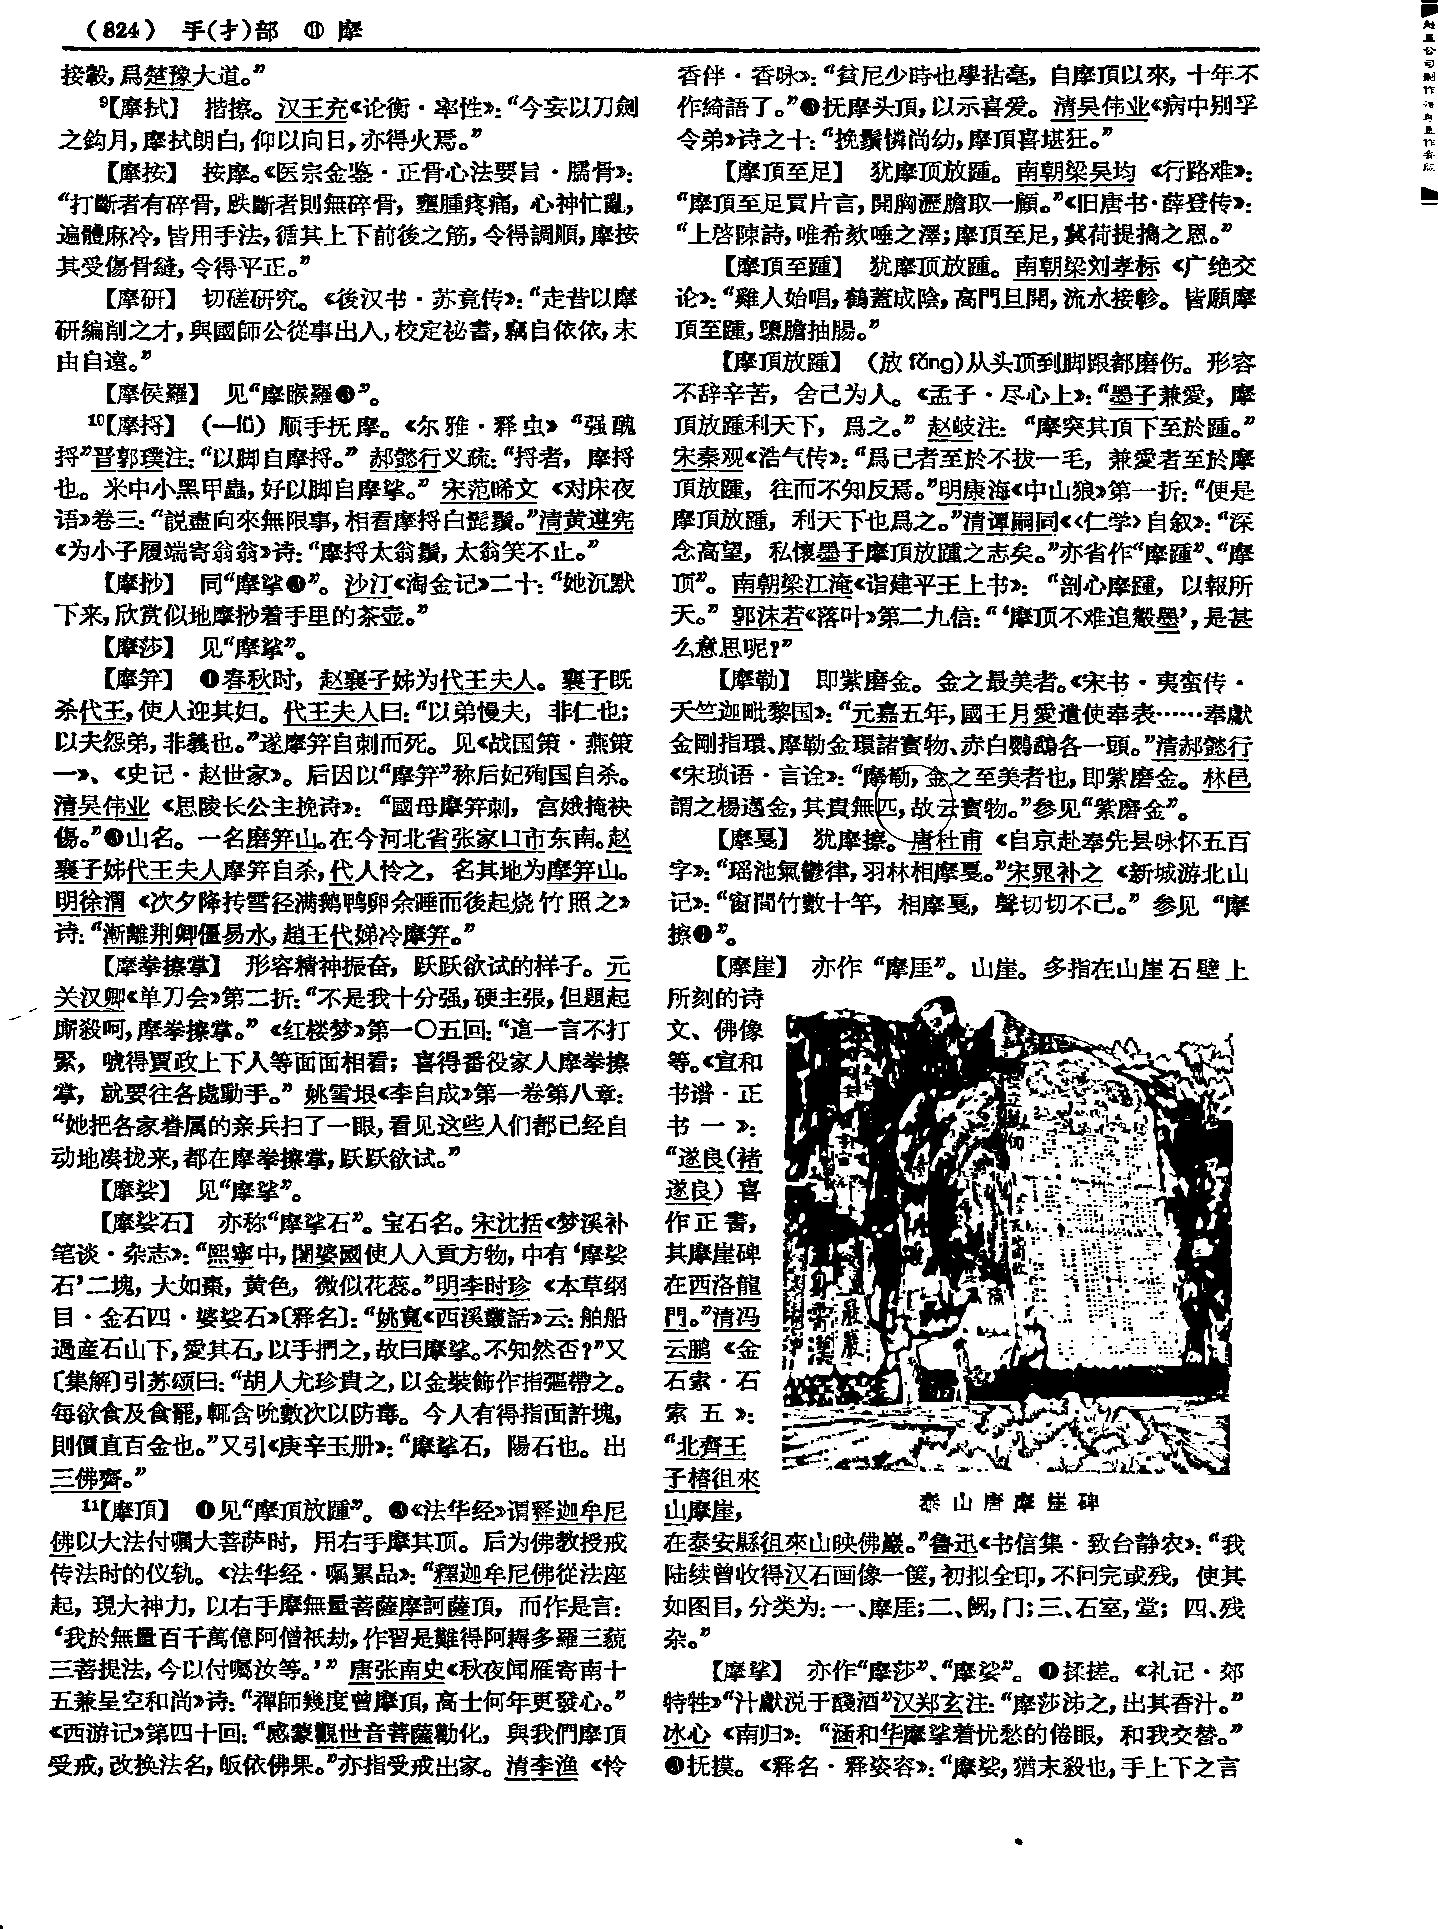 （824） 手(扌)部 ⑪ 摩
接轂，爲楚豫大道。”
⁹【摩拭】 揩擦。汉王充《论衡·率性》：“今妄以刀劍
之鈎月，摩拭朗白，仰以向日，亦得火焉。”
【摩按】 按摩。《医宗金鉴·正骨心法要旨·髃骨》：
“打斷者有碎骨，跌斷者則無碎骨，壅腫疼痛，心神忙亂，
遍體麻冷，皆用手法，循其上下前後之筋，令得調順，摩按
其受傷骨縫，令得平正。”
【摩研】 切磋研究。《後汉书·苏竟传》：“走昔以摩
研編削之才，與國師公從事出入，校定祕書，竊自依依，末
由自遠。”
【摩侯羅】 见“摩睺羅❸”。
¹⁰【摩捋】 (—lǚ) 顺手抚摩。《尔雅·释虫》“强醜
捋”晋郭璞注：“以脚自摩捋。”郝懿行义疏：“捋者，摩捋
也。米中小黑甲蟲，好以脚自摩挲。”宋范晞文《对床夜
语》卷三：“説盡向來無限事，相看摩捋白髭鬚。”清黄遵宪
《为小子履端寄翁翁》诗：“摩捋太翁鬚，太翁笑不止。”
【摩挱】 同“摩挲❶”。沙汀《淘金记》二十：“她沉默
下来，欣赏似地摩挱着手里的茶壶。”
【摩莎】 见“摩挲”。
【摩笄】 ❶春秋时，赵襄子姊为代王夫人。襄子既
杀代王，使人迎其妇。代王夫人曰：“以弟慢夫，非仁也；
以夫怨弟，非義也。”遂摩笄自刺而死。见《战国策·燕策
一》、《史记·赵世家》。后因以“摩笄”称后妃殉国自杀。
清吴伟业《思陵长公主挽诗》：“國母摩笄刺，宫娥掩袂
傷。”❷山名。一名磨笄山。在今河北省张家口市东南。赵
襄子姊代王夫人摩笄自杀，代人怜之，名其地为摩笄山。
明徐渭《次夕降抟雪径满鹅鸭卵余睡而後起烧竹照之》
诗：“渐離荆卿僵易水，趙王代娣冷摩笄。”
【摩拳擦掌】 形容精神振奋，跃跃欲试的样子。元
关汉卿《单刀会》第二折：“不是我十分强，硬主張，但題起
厮殺呵，摩拳擦掌。”《红楼梦》第一〇五回：“這一言不打
緊，唬得賈政上下人等面面相看；喜得番役家人摩拳擦
掌，就要往各處動手。”姚雪垠《李自成》第一卷第八章：
“她把各家眷属的亲兵扫了一眼，看见这些人们都已经自
动地凑拢来，都在摩拳擦掌，跃跃欲试。”
【摩娑】 见“摩挲”。
【摩娑石】 亦称“摩挲石”。宝石名。宋沈括《梦溪补
笔谈·杂志》：“熙寧中，闍婆國使人入貢方物，中有‘摩娑
石’二塊，大如棗，黄色，微似花蕊。”明李时珍《本草纲
目·金石四·婆娑石》〔释名〕：“姚寬《西溪叢話》云：舶船
過産石山下，愛其石，以手捫之，故曰摩挲。不知然否？”又
〔集解〕引苏颂曰：“胡人尤珍貴之，以金裝飾作指彄帶之。
每欲食及食罷，輒含吮數次以防毒。今人有得指面許塊，
則價直百金也。”又引《庚辛玉册》：“摩挲石，陽石也。出
三佛齊。”
¹¹【摩頂】 ❶见“摩頂放踵”。❷《法华经》谓释迦牟尼
佛以大法付嘱大菩萨时，用右手摩其顶。后为佛教授戒
传法时的仪轨。《法华经·嘱累品》：“釋迦牟尼佛從法座
起，現大神力，以右手摩無量菩薩摩訶薩頂，而作是言：
‘我於無量百千萬億阿僧祇劫，作習是難得阿耨多羅三藐
三菩提法，今以付囑汝等。’”唐张南史《秋夜闻雁寄南十
五兼呈空和尚》诗：“禪師幾度曾摩頂，高士何年更發心。”
《西游记》第四十回：“感蒙觀世音菩薩勸化，與我們摩頂
受戒，改换法名，皈依佛果。”亦指受戒出家。清李渔《怜
香伴·香咏》：“貧尼少時也學拈毫，自摩頂以來，十年不
作綺語了。”❸抚摩头頂，以示喜爱。清吴伟业《病中别孚
令弟》诗之十：“挽鬚憐尚幼，摩頂喜堪狂。”
【摩頂至足】 犹摩顶放踵。南朝梁吴均《行路难》：
“摩頂至足買片言，開胸瀝膽取一顧。”《旧唐书·薛登传》：
“上啓陳詩，唯希欬唾之澤；摩頂至足，冀荷提携之恩。”
【摩頂至踵】 犹摩顶放踵。南朝梁刘孝标《广绝交
论》：“雞人始唱，鶴蓋成陰，高門旦開，流水接軫。皆願摩
頂至踵，隳膽抽腸。”
【摩頂放踵】 (放 fǎng)从头顶到脚跟都磨伤。形容
不辞辛苦，舍己为人。《孟子·尽心上》：“墨子兼愛，摩
頂放踵利天下，爲之。”赵岐注：“摩突其頂下至於踵。”
宋秦观《浩气传》：“爲己者至於不拔一毛，兼愛者至於摩
頂放踵，往而不知反焉。”明康海《中山狼》第一折：“便是
摩頂放踵，利天下也爲之。”清谭嗣同《〈仁学〉自叙》：“深
念高望，私懷墨子摩頂放踵之志矣。”亦省作“摩踵”、“摩
顶”。南朝梁江淹《诣建平王上书》：“剖心摩踵，以報所
天。”郭沫若《落叶》第二九信：“‘摩顶不难追殷墨’，是甚
么意思呢？”
【摩勒】 即紫磨金。金之最美者。《宋书·夷蛮传·
天竺迦毗黎国》：“元嘉五年，國王月愛遣使奉表……奉獻
金剛指環、摩勒金環諸寶物、赤白鸚鵡各一頭。”清郝懿行
《宋琐语·言诠》：“摩勒，金之至美者也，即紫磨金。林邑
謂之楊邁金，其貴無匹，故云寳物。”参见“紫磨金”。
【摩戛】 犹摩擦。唐杜甫《自京赴奉先县咏怀五百
字》：“瑶池氣鬱律，羽林相摩戛。”宋晁补之《新城游北山
记》：“窗間竹數十竿，相摩戛，聲切切不已。”参见“摩
擦❶”。
【摩崖】 亦作“摩厓”。山崖。多指在山崖石壁上
所刻的诗
文、佛像
等。《宣和
书谱·正
书一》：
“遂良(褚
遂良)喜
作正書，
其摩崖碑
在西洛龍
門。”清冯
云鹏《金
石索·石
索五》：
“北齊王
子椿徂來
山摩崖，
泰山唐摩崖碑
在泰安縣徂來山映佛巖。”鲁迅《书信集·致台静农》：“我
陆续曾收得汉石画像一箧，初拟全印，不问完或残，使其
如图目，分类为：一、摩厓；二、阙，门；三、石室，堂；四、残
杂。”
【摩挲】 亦作“摩莎”、“摩娑”。❶揉搓。《礼记·郊
特牲》“汁獻涚于醆酒”汉郑玄注：“摩莎泲之，出其香汁。”
冰心《南归》：“涵和华摩挲着忧愁的倦眼，和我交替。”
❷抚摸。《释名·释姿容》：“摩娑，猶末殺也，手上下之言